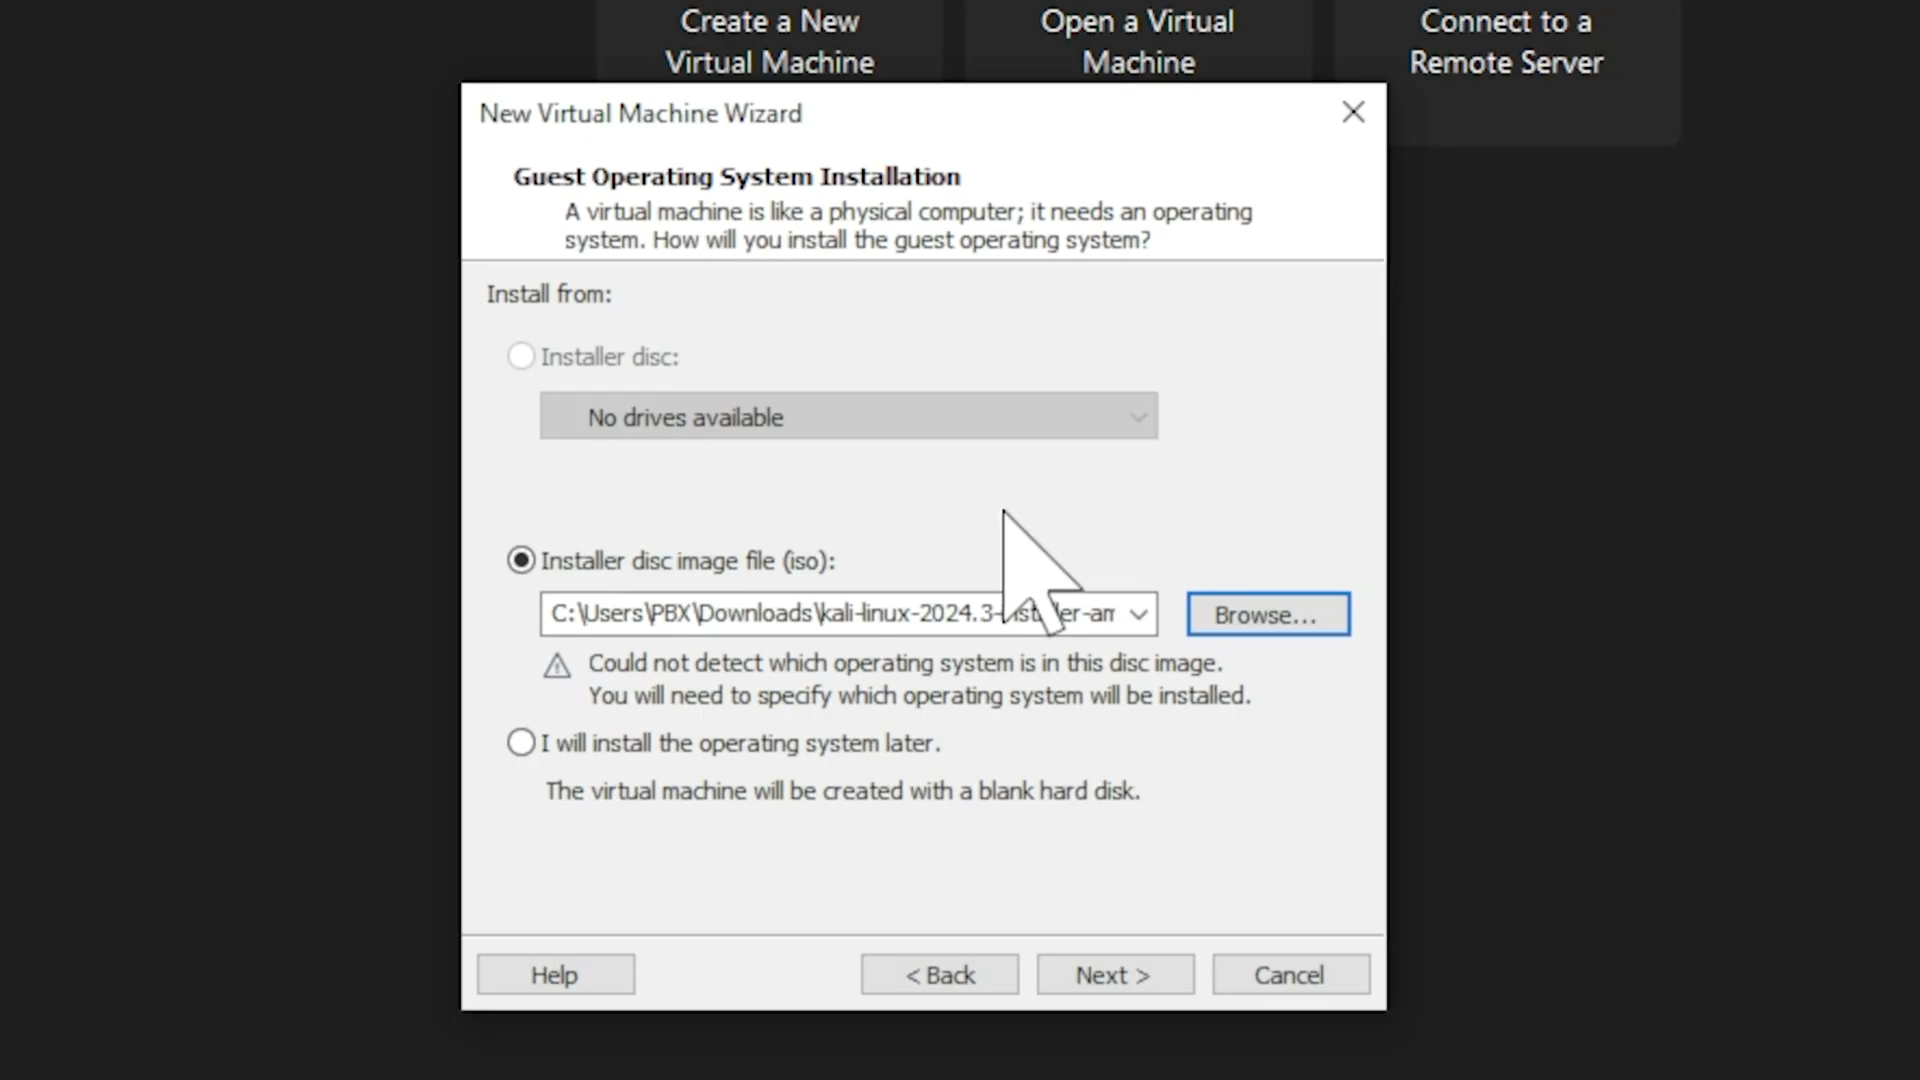 Create a New
Virtual Machine
Open a Virtual
Machine
Connect to a
Remote Server
New Virtual Machine Wizard
Guest Operating System Installation
A virtual machine is like a physical computer; it needs an operating
system. How will you install the guest operating system?
Install from:
Installer disc:
No drives available
Installer disc image file (iso):
C:\Users\PBX\Downloads\kali-linux-2024.3-
Browse...
Could not detect which operating system is in this disc image.
You will need to specify which operating system will be installed.
I will install the operating system later.
The virtual machine will be created with a blank hard disk.
Help
< Back
Next >
Cancel